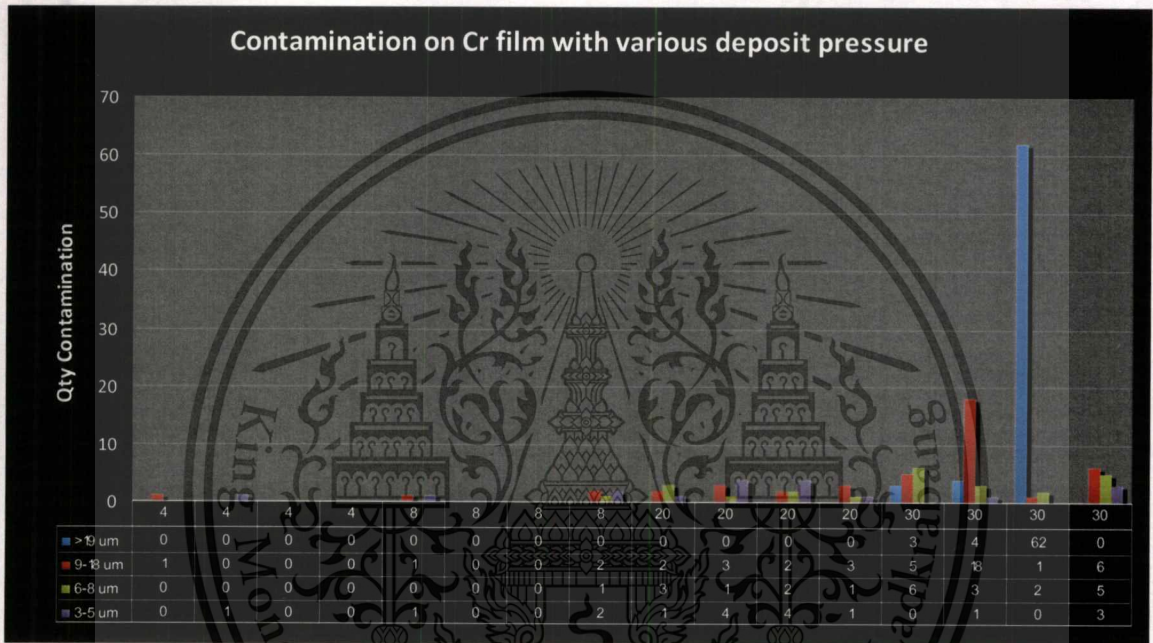 Contamination on Cr film with various deposit pressure
70
60
50
40
30
20
10
0
Qty Contamination
4 4 4 4 8 8 8 8 20 20 20 20 30 30 30 30
>19 um 0 0 0 0 0 0 0 0 0 0 0 0 3 4 62 0
9-18 um 1 0 0 0 1 0 0 2 2 3 2 3 5 18 1 6
6-8 um 0 0 0 0 0 0 0 1 3 1 2 1 6 3 2 5
3-5 um 0 1 0 0 1 0 0 2 1 4 4 1 0 1 0 3
King Mon